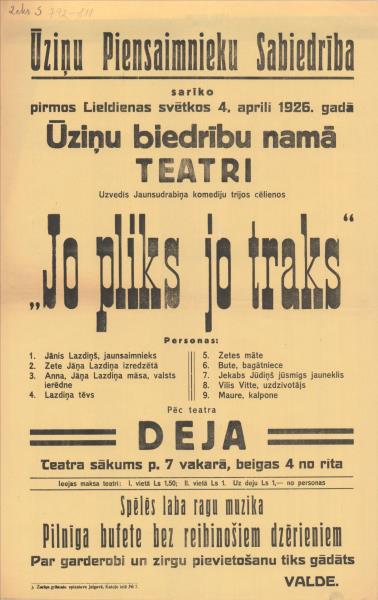 Zeks 5 792-811
Ūziņu Piensaimnieku Sabiedrība
sarīko
pirmos Lieldienas svētkos 4. aprilī 1926. gadā
Ūziņu biedrību namā
TEATRI
Uzvedīs Jaunsudrabiņa komediju trijos cēlienos
„Jo pliks jo traks“
Personas:
1. Jānis Lazdiņš, jaunsaimnieks
2. Zete Jāņa Lazdiņa izredzētā
3. Anna, Jāņa Lazdiņa māsa, valsts
ierēdne
4. Lazdiņa tēvs
5. Zetes māte
6. Bute, bagātniece
7. Jekabs Jūdiņš jūsmīgs jauneklis
8. Vilis Vitte, uzdzīvotājs
9. Maure, kalpone
Pēc teatra
DEJA
Teatra sākums p. 7 vakarā, beigas 4 no rīta
Ieejas maksa teatrī: I. vietā Ls 1,50; II. vietā Ls 1. Uz deju Ls 1,— no personas
Spēlēs laba ragu muzika
Pilnīga bufete bez reibinošiem dzērieniem
Par garderobi un zirgu pievietošanu tiks gādāts
VALDE.